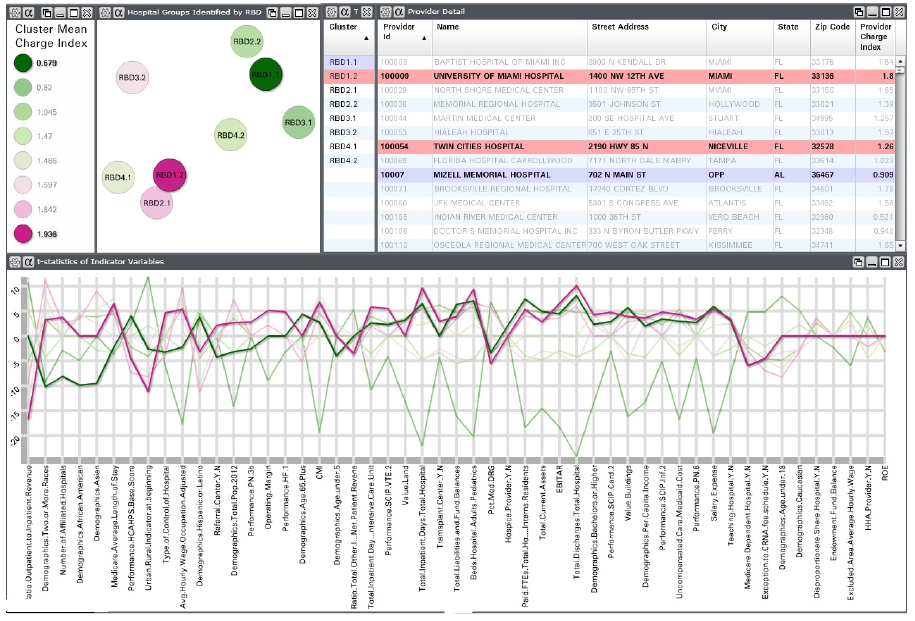 Hospital Groups Identified by RBD
T
Provider Detail
Cluster Mean
Charge Index
0.679
0.92
1.045
1.47
1.486
1.597
1.842
1.936
RBD2.2
RBD1.1
RBD3.2
RBD3.1
RBD4.2
RBD4.1
RBD1.2
RBD2.1
Cluster
RBD1.1
RBD1.2
RBD2.1
RBD2.2
RBD3.1
RBD3.2
RBD4.1
RBD4.2
Provider Id Name Street Address City State Zip Code Provider Charge Index
100008 BAPTIST HOSPITAL OF MIAMI INC 8900 N KENDALL DR MIAMI FL 33176 1.64
100009 UNIVERSITY OF MIAMI HOSPITAL 1400 NW 12TH AVE MIAMI FL 33136 1.8
100029 NORTH SHORE MEDICAL CENTER 1100 NW 95TH ST MIAMI FL 33150 1.65
100038 MEMORIAL REGIONAL HOSPITAL 3501 JOHNSON ST HOLLYWOOD FL 33021 1.39
100044 MARTIN MEDICAL CENTER 200 SE HOSPITAL AVE STUART FL 34995 1.257
100053 HIALEAH HOSPITAL 651 E 25TH ST HIALEAH FL 33013 1.57
100054 TWIN CITIES HOSPITAL 2190 HWY 85 N NICEVILLE FL 32578 1.26
100069 FLORIDA HOSPITAL CARROLLWOOD 7171 NORTH DALE MABRY TAMPA FL 33614 1.023
10007 MIZELL MEMORIAL HOSPITAL 702 N MAIN ST OPP AL 36467 0.909
100071 BROOKSVILLE REGIONAL HOSPITAL 17240 CORTEZ BLVD BROOKSVILLE FL 34601
100080 JFK MEDICAL CENTER 5301 S CONGRESS AVE ATLANTIS FL 33462
100105 INDIAN RIVER MEDICAL CENTER 1000 36TH ST VERO BEACH FL 32960 0.521
100106 DOCTOR'S MEMORIAL HOSPITAL INC 333 N BYRON BUTLER PKWY PERRY FL 32348
100110 OSCEOLA REGIONAL MEDICAL CENTER 700 WEST OAK STREET KISSIMMEE FL 34741 1.65
t-statistics of Indicator Variables
10
5
0
-5
-10
-15
-20
Ratio.Outpatient.to.Inpatient.Revenue
Demographics.Two.or.More.Races
Number.of.Affiliated.Hospitals
Demographics.African.American
Demographics.Asian
Medicare.Average.Length.of.Stay
Performance.HCAHPS.Base.Score
Urban.Rural.Indicator.at.beginning
Type.of.Control.of.Hospital
Avg.Hourly.Wage.Occupation.Adjusted
Demographics.Hispanic.or.Latino
Referral.Center.Y.N
Demographics.Total.Pop.2012
Performance.PN.3b
Operating.Margin
Performance.HF.1
Demographics.Age.65.Plus
CMI
Demographics.Age.under.5
Ratio.Total.Other.I...Net.Patient.Revenue
Total.Inpatient.Day...ntensive.Care.Unit
Performance.SCIP.VTE.2
Value.Land
Total.Inpatient.Days.Total.Hospital
Transplant.Center.Y.N
Total.Liabilities.and.Fund.Balances
Beds.Hospital.Adults.Pediatrics
Pct.Med.DRG
Hospice.Provider.Y.N
Paid.FTEs.Total.Ho....Interns.Residents
Total.Current.Assets
EBITAR
Total.Discharges.Total.Hospital
Demographics.Bachelors.or.Higher
Performance.SCIP.Card.2
Value.Buildings
Demographics.Per.Capita.Income
Performance.SCIP.Inf.2
Uncompensated.Care.Medicaid.Cost
Performance.PN.6
Salary.Expense
Teaching.Hospital.Y.N
Medicare.Dependent.Hospital.Y.N
Exception.to.CRNA.fee.schedule.Y.N
Demographics.Age.under.18
Demographics.Caucasian
Disproportionate.Share.Hospital.Y.N
Endowment.Fund.Balance
Excluded.Area.Average.Hourly.Wage
HHA.Provider.Y.N
ROE